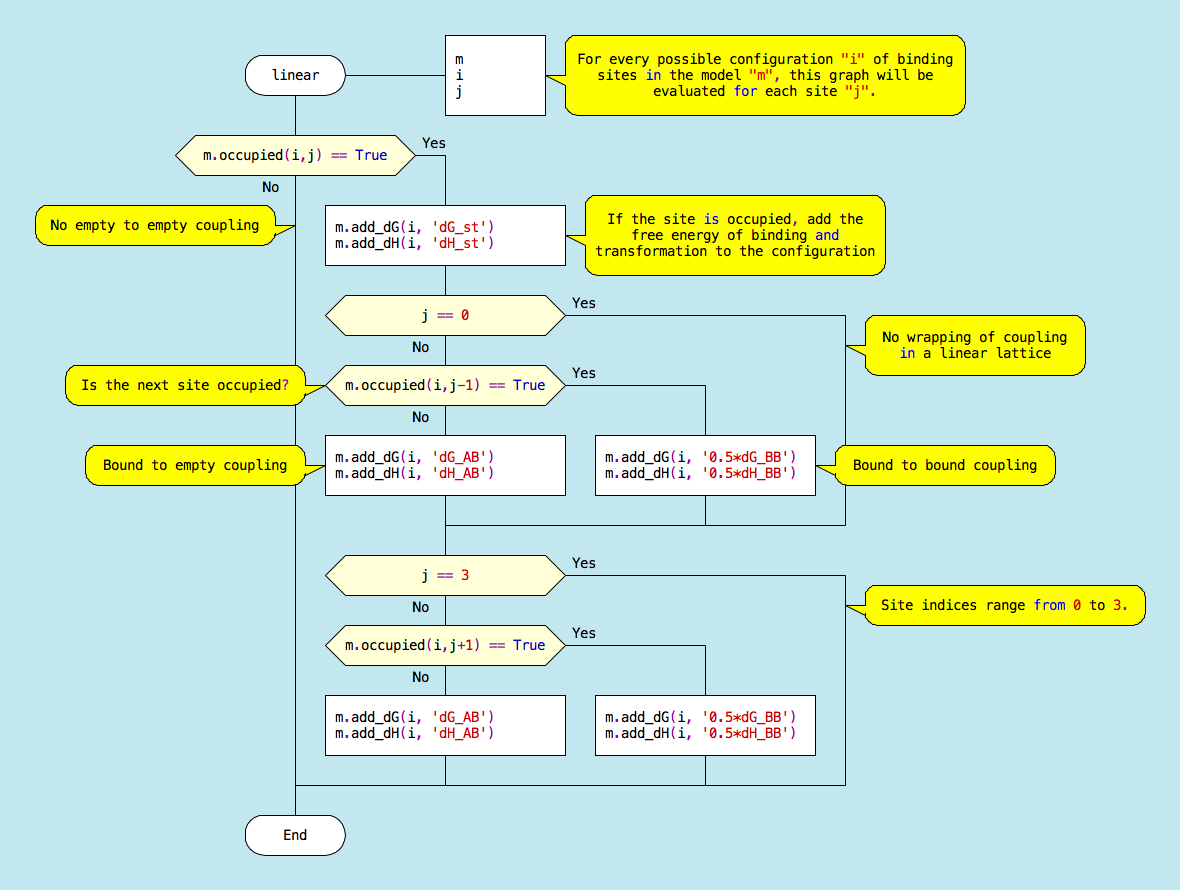 linear
m
i
j
For every possible configuration "i" of binding
sites in the model "m", this graph will be
evaluated for each site "j".
m.occupied(i,j) == True
Yes
No
No empty to empty coupling
m.add_dG(i, 'dG_st')
m.add_dH(i, 'dH_st')
If the site is occupied, add the
free energy of binding and
transformation to the configuration
j == 0
Yes
No
No wrapping of coupling
in a linear lattice
Is the next site occupied?
m.occupied(i,j-1) == True
Yes
No
Bound to empty coupling
m.add_dG(i, 'dG_AB')
m.add_dH(i, 'dH_AB')
m.add_dG(i, '0.5*dG_BB')
m.add_dH(i, '0.5*dH_BB')
Bound to bound coupling
j == 3
Yes
No
Site indices range from 0 to 3.
m.occupied(i,j+1) == True
Yes
No
m.add_dG(i, 'dG_AB')
m.add_dH(i, 'dH_AB')
m.add_dG(i, '0.5*dG_BB')
m.add_dH(i, '0.5*dH_BB')
End